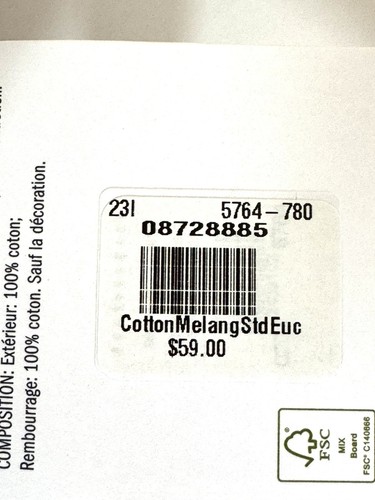 23I 5764-780
08728885
CottonMelangStdEuc
$59.00
COMPOSITION: Extérieur: 100% coton;
Rembourrage: 100% coton. Sauf la décoration.
FSC
MIX
Board
FSC® C140666